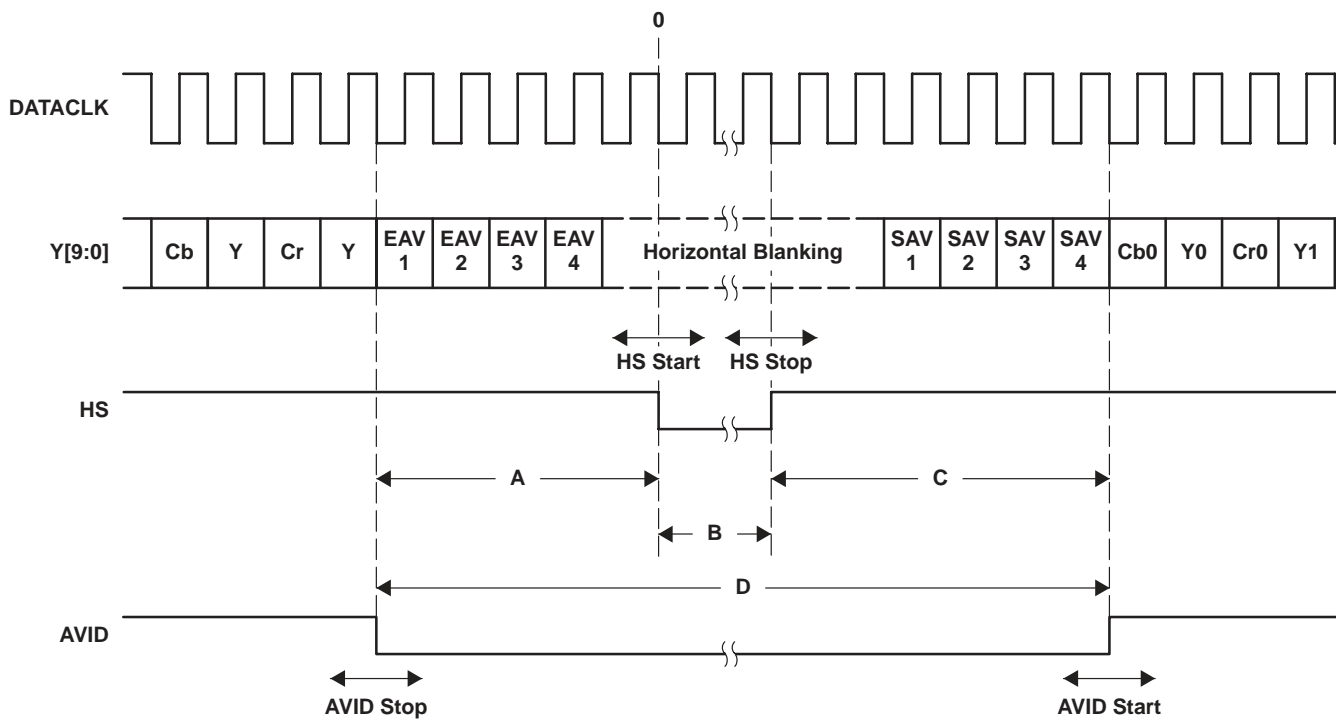 0
DATACLK
Y[9:0]
Cb
Y
Cr
Y
EAV
1
EAV
2
EAV
3
EAV
4
Horizontal Blanking
SAV
1
SAV
2
SAV
3
SAV
4
Cb0
Y0
Cr0
Y1
HS Start
HS Stop
HS
A
C
B
D
AVID
AVID Stop
AVID Start